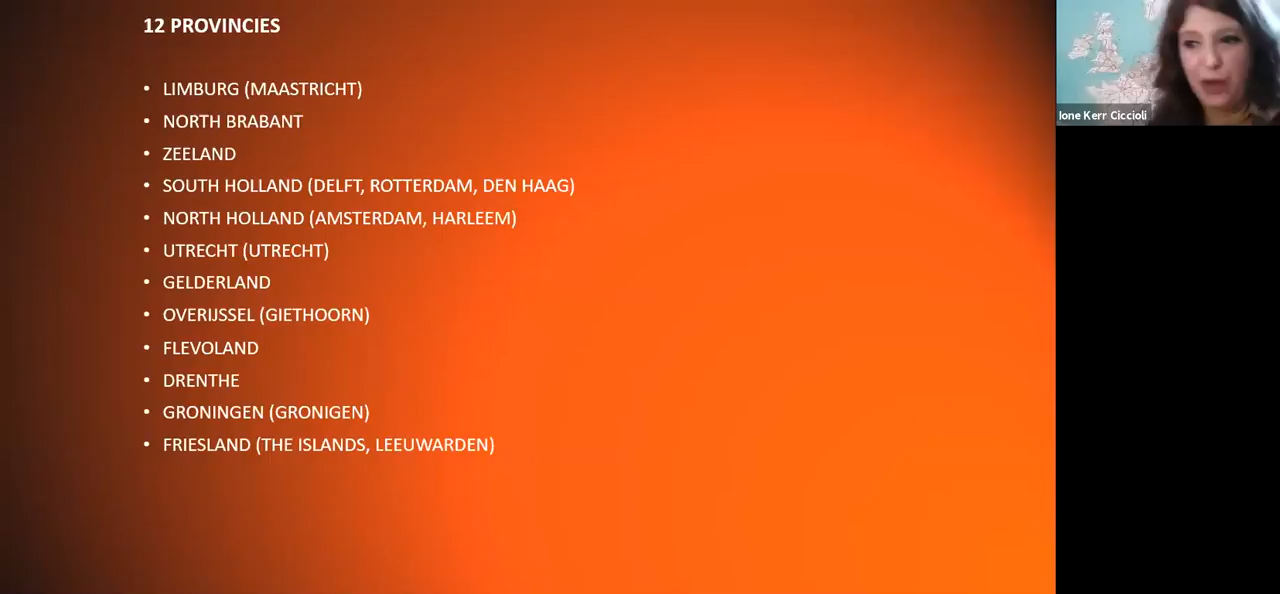 12 PROVINCIES
• LIMBURG (MAASTRICHT)
• NORTH BRABANT
• ZEELAND
• SOUTH HOLLAND (DELFT, ROTTERDAM, DEN HAAG)
• NORTH HOLLAND (AMSTERDAM, HARLEEM)
• UTRECHT (UTRECHT)
• GELDERLAND
• OVERIJSSEL (GIETHOORN)
• FLEVOLAND
• DRENTHE
• GRONINGEN (GRONIGEN)
• FRIESLAND (THE ISLANDS, LEEUWARDEN)
Ione Kerr Ciccioli